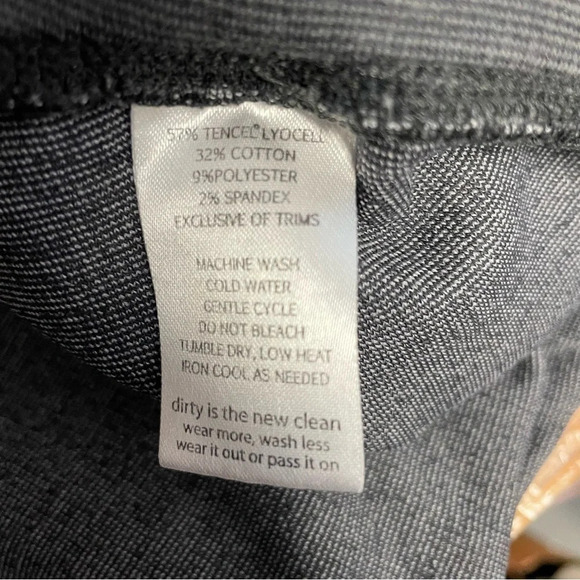 57% TENCEL® LYOCELL
32% COTTON
9%POLYESTER
2% SPANDEX
EXCLUSIVE OF TRIMS
MACHINE WASH
COLD WATER
GENTLE CYCLE
DO NOT BLEACH
TUMBLE DRY, LOW HEAT
IRON COOL AS NEEDED
dirty is the new clean
wear more, wash less
wear it out or pass it on